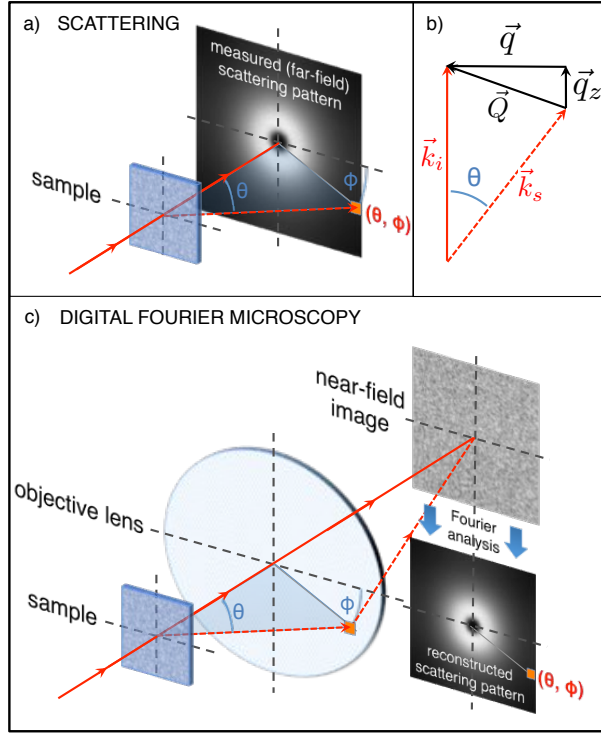 a) SCATTERING
measured (far-field)
scattering pattern
sample
θ
ϕ
(θ, ϕ)
b)
q⃗
q⃗z
Q⃗
k⃗i
θ
k⃗s
c) DIGITAL FOURIER MICROSCOPY
near-field
image
objective lens
Fourier
analysis
sample
θ
ϕ
reconstructed
scattering pattern
(θ, ϕ)